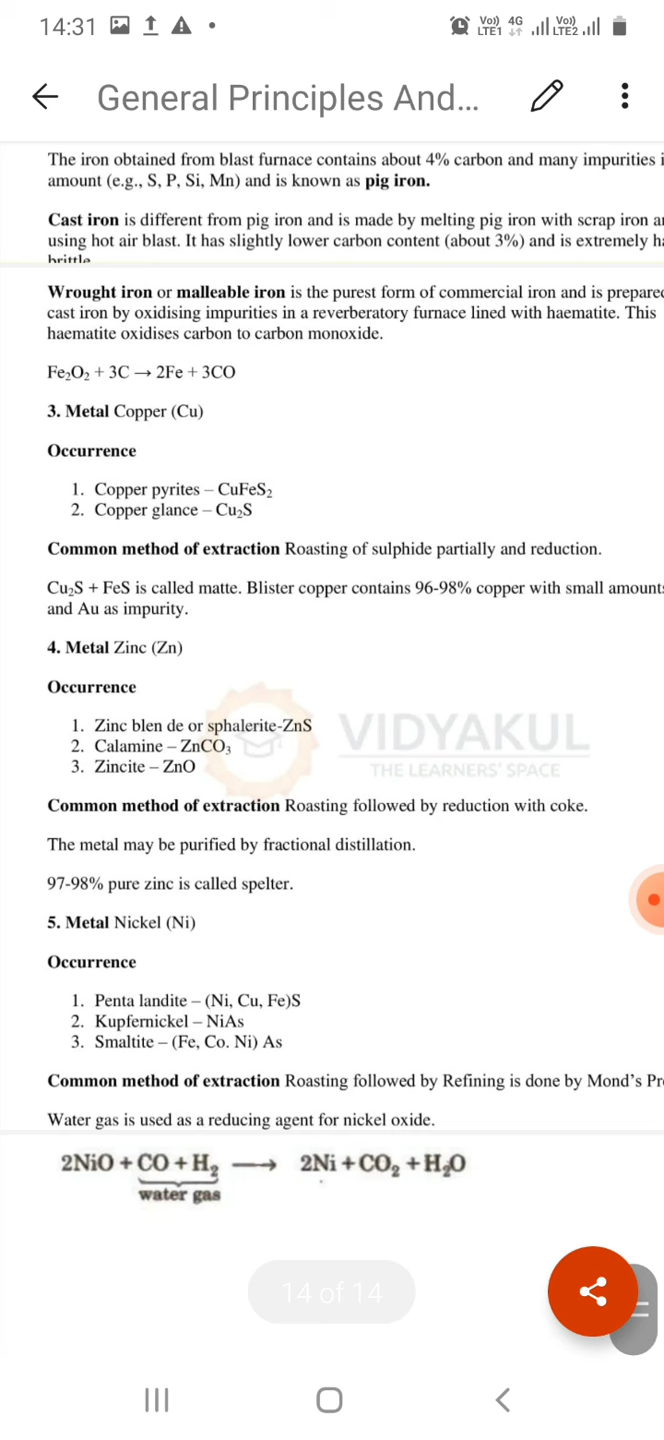 14:31
Vo)) LTE1 4G Vo)) LTE2
General Principles And...
The iron obtained from blast furnace contains about 4% carbon and many impurities i
amount (e.g., S, P, Si, Mn) and is known as pig iron.
Cast iron is different from pig iron and is made by melting pig iron with scrap iron a
using hot air blast. It has slightly lower carbon content (about 3%) and is extremely ha
brittle
Wrought iron or malleable iron is the purest form of commercial iron and is prepared
cast iron by oxidising impurities in a reverberatory furnace lined with haematite. This
haematite oxidises carbon to carbon monoxide.
Fe₂O₂ + 3C → 2Fe + 3CO
3. Metal Copper (Cu)
Occurrence
1. Copper pyrites – CuFeS₂
2. Copper glance – Cu₂S
Common method of extraction Roasting of sulphide partially and reduction.
Cu₂S + FeS is called matte. Blister copper contains 96-98% copper with small amounts
and Au as impurity.
4. Metal Zinc (Zn)
Occurrence
1. Zinc blen de or sphalerite-ZnS
2. Calamine – ZnCO₃
3. Zincite – ZnO
VIDYAKUL
THE LEARNERS' SPACE
Common method of extraction Roasting followed by reduction with coke.
The metal may be purified by fractional distillation.
97-98% pure zinc is called spelter.
5. Metal Nickel (Ni)
Occurrence
1. Penta landite – (Ni, Cu, Fe)S
2. Kupfernickel – NiAs
3. Smaltite – (Fe, Co. Ni) As
Common method of extraction Roasting followed by Refining is done by Mond's Pr
Water gas is used as a reducing agent for nickel oxide.
2NiO + CO + H₂ ⟶ 2Ni + CO₂ + H₂O
water gas
14 of 14